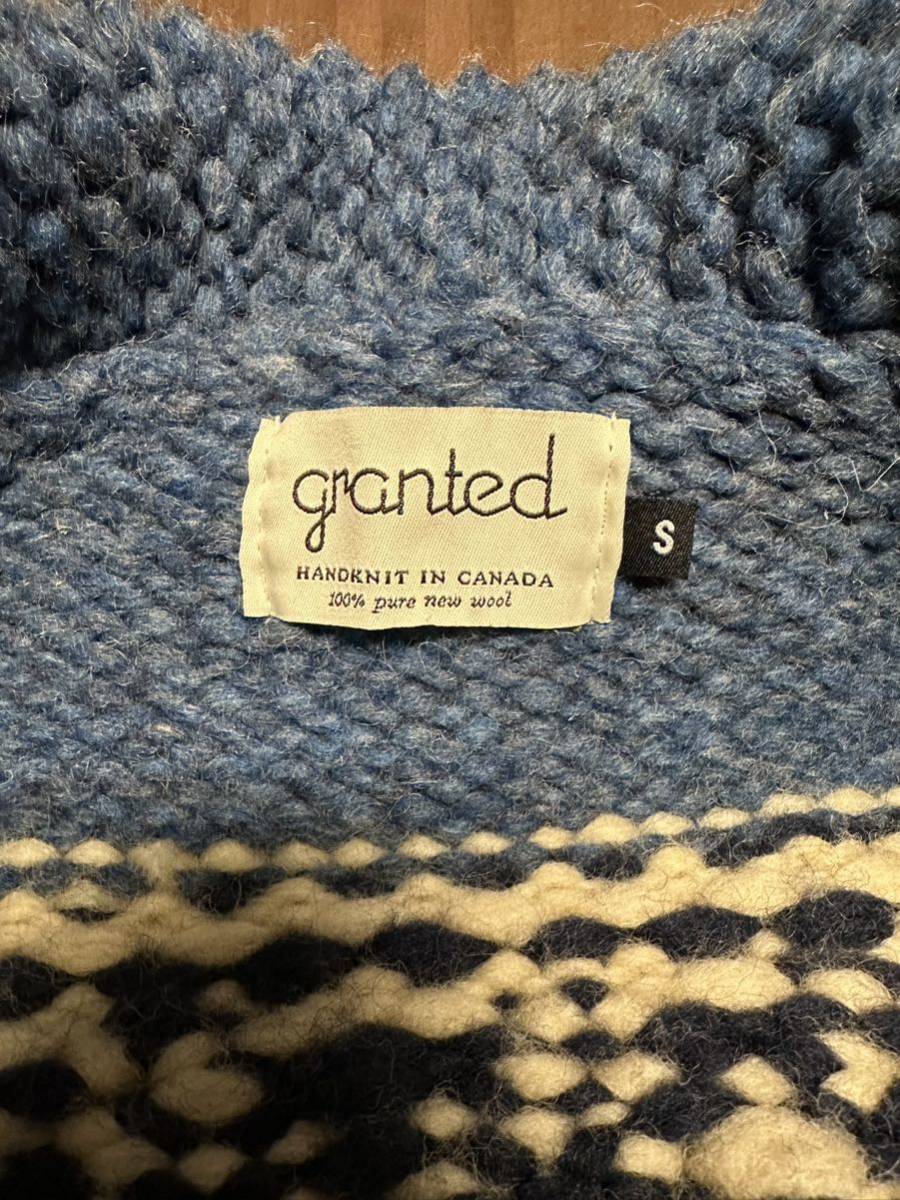 granted
S
HANDKNIT IN CANADA
100% pure new wool